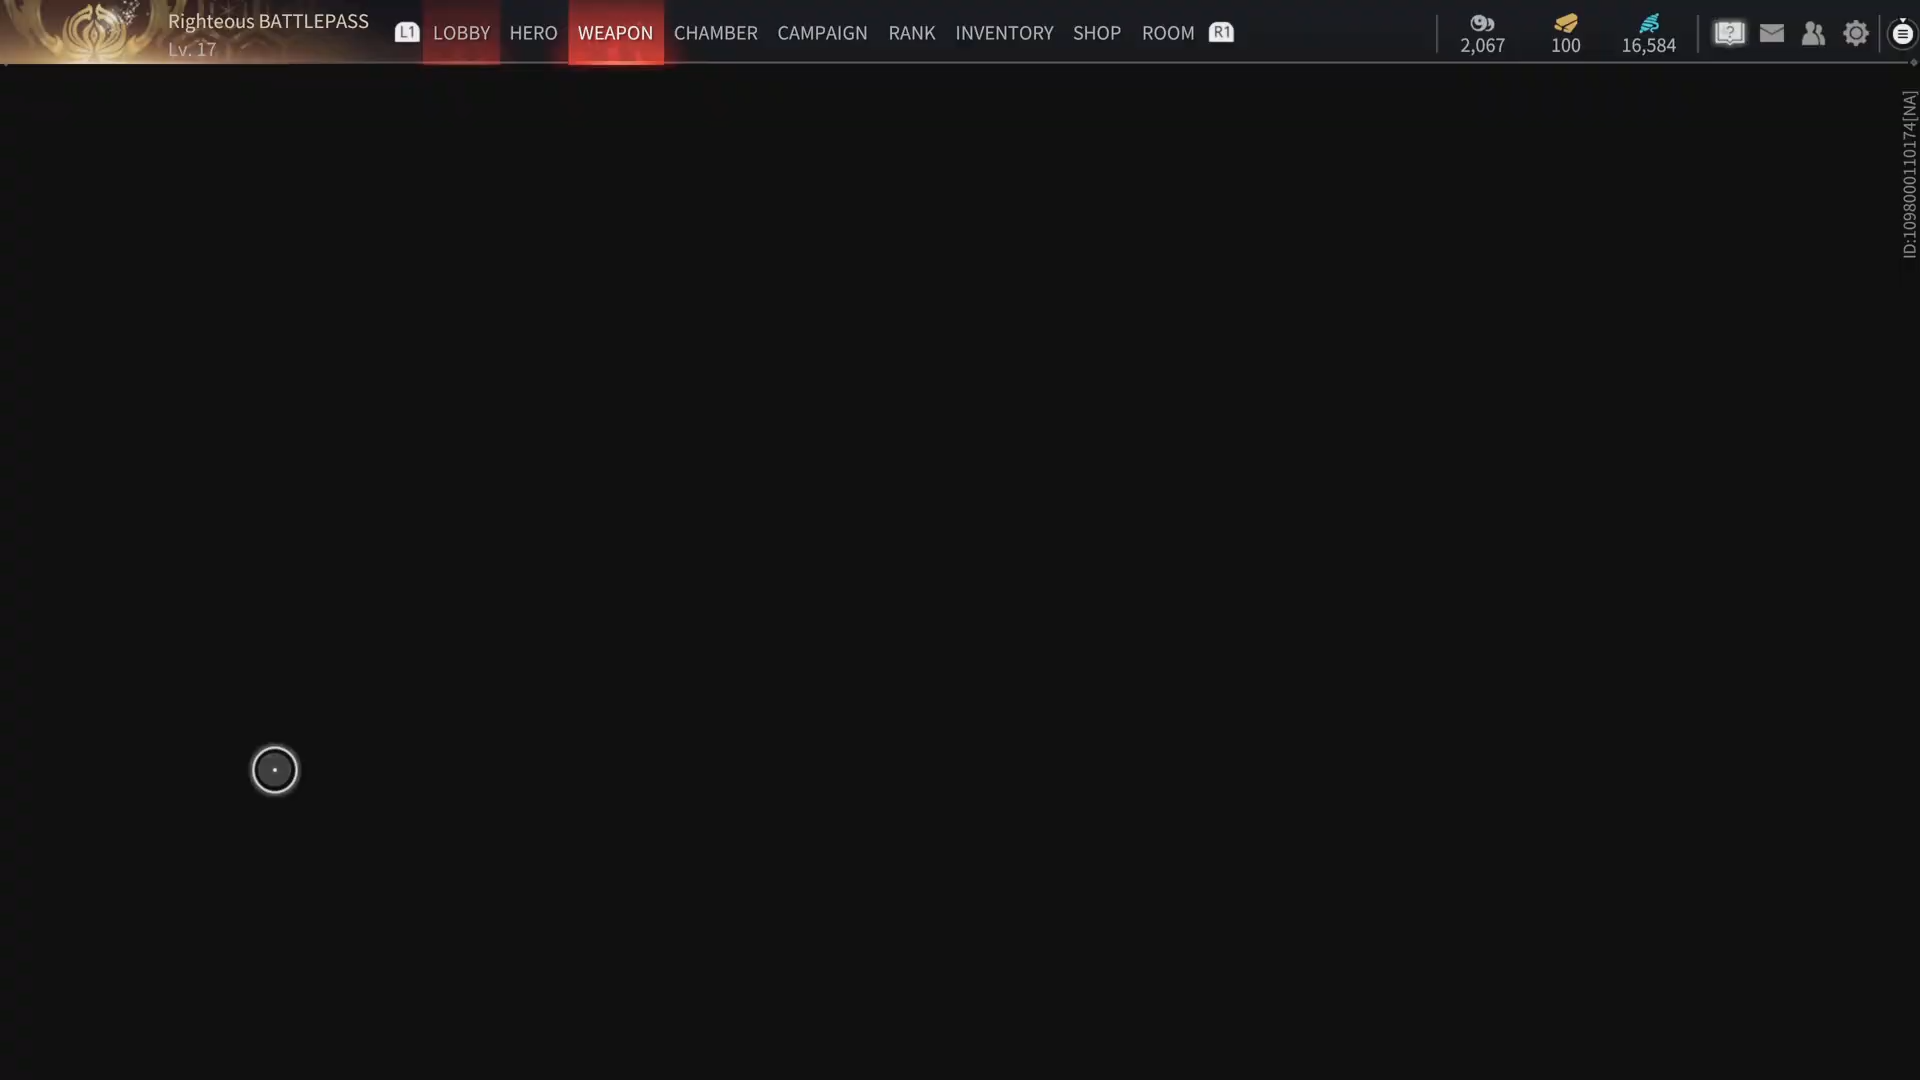 Righteous BATTLEPASS
Lv. 17
L1 LOBBY HERO WEAPON CHAMBER CAMPAIGN RANK INVENTORY SHOP ROOM R1
2,067 100 16,584
?
ID:10980001110174[NA]